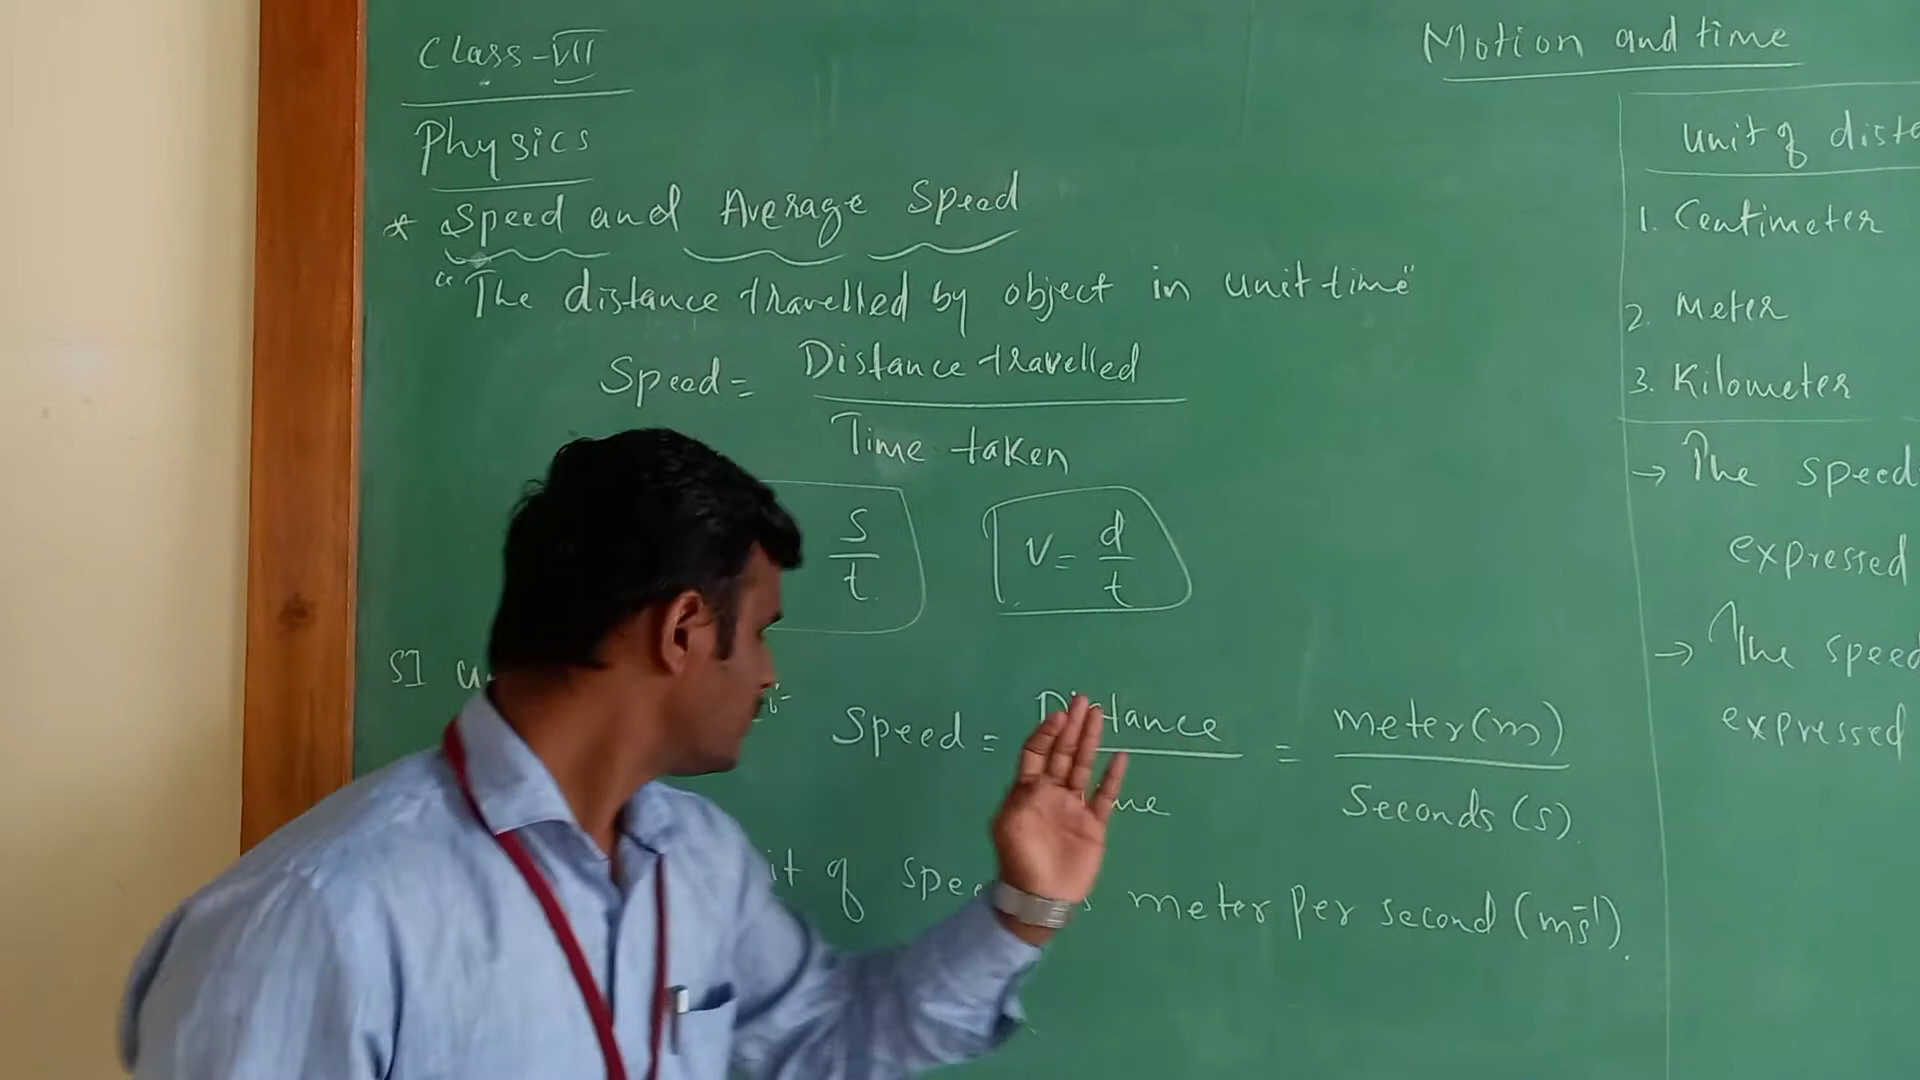 Class-VII
Physics
* Speed and Average Speed
"The distance travelled by object in unit time"
Speed = Distance travelled
Time taken
s
t
v = d
t
SI
Speed = Distance = meter(m)
Seconds (s).
of meter per second (ms⁻¹).
Motion and time
unit of
1. Centimeter
2. Meter
3. Kilometer
→ The speed
expressed
→ The speed
expressed